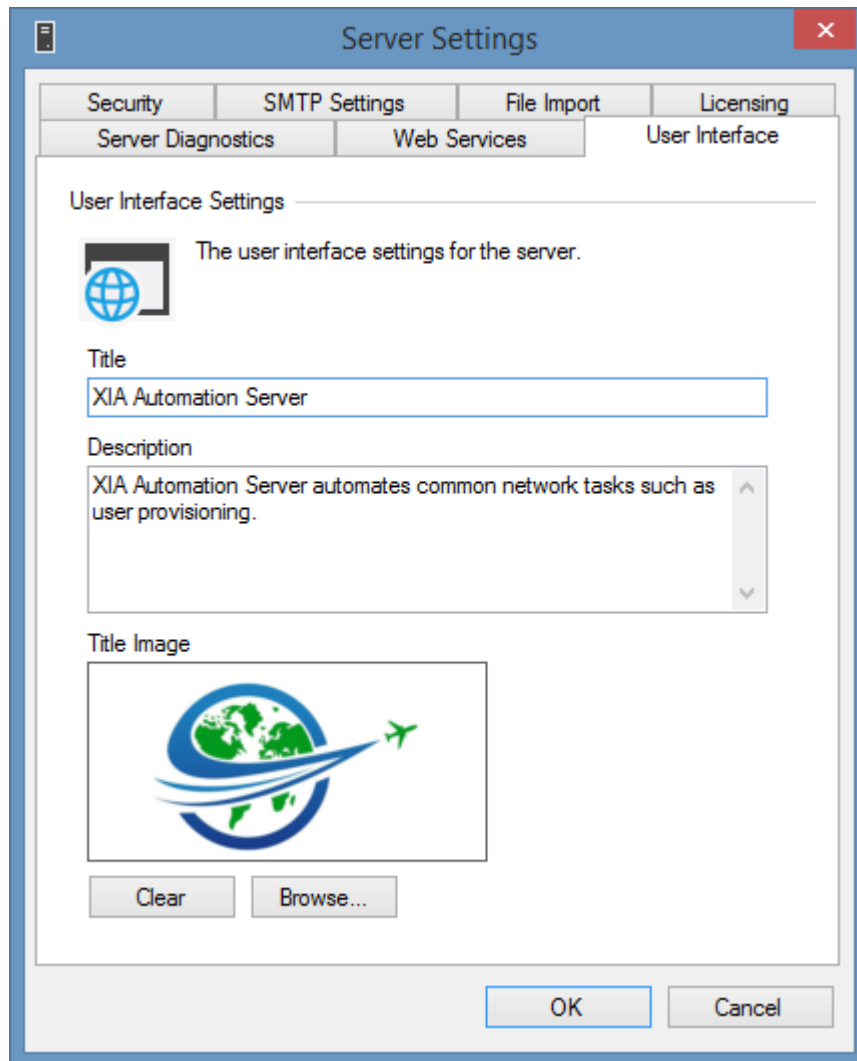 Server Settings
Security SMTP Settings File Import Licensing
Server Diagnostics Web Services User Interface
User Interface Settings
The user interface settings for the server.
Title
XIA Automation Server
Description
XIA Automation Server automates common network tasks such as
user provisioning.
Title Image
Clear Browse...
OK Cancel